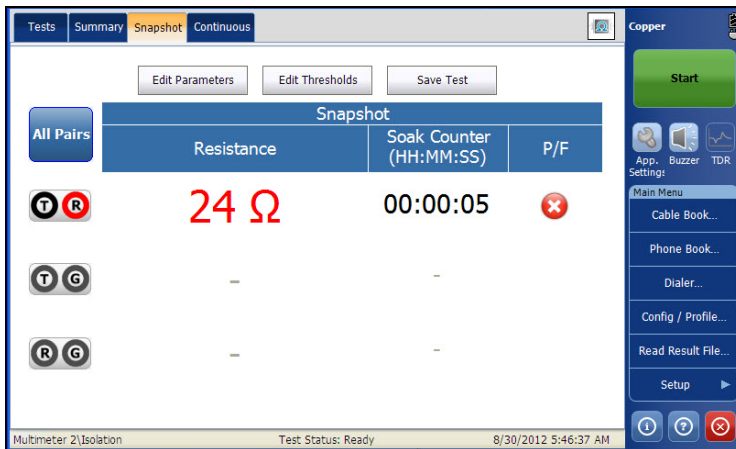 Tests Summary Snapshot Continuous
Edit Parameters Edit Thresholds Save Test
All Pairs
Snapshot
Resistance
Soak Counter
(HH:MM:SS)
P/F
T R 24 Ω 00:00:05
T G - -
R G - -
Multimeter 2\Isolation Test Status: Ready 8/30/2012 5:46:37 AM
Copper
Start
App.
Settings
Buzzer
TDR
Main Menu
Cable Book...
Phone Book...
Dialer...
Config / Profile...
Read Result File...
Setup